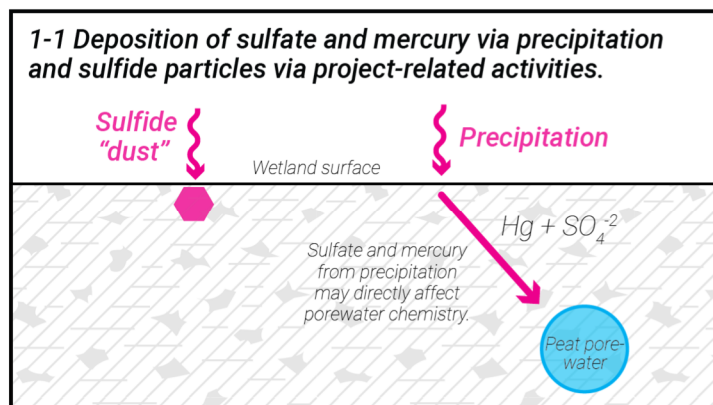 1-1 Deposition of sulfate and mercury via precipitation
and sulfide particles via project-related activities.
Sulfide
“dust”
Precipitation
Wetland surface
Hg + SO₄⁻²
Sulfate and mercury
from precipitation
may directly affect
porewater chemistry.
Peat pore-
water